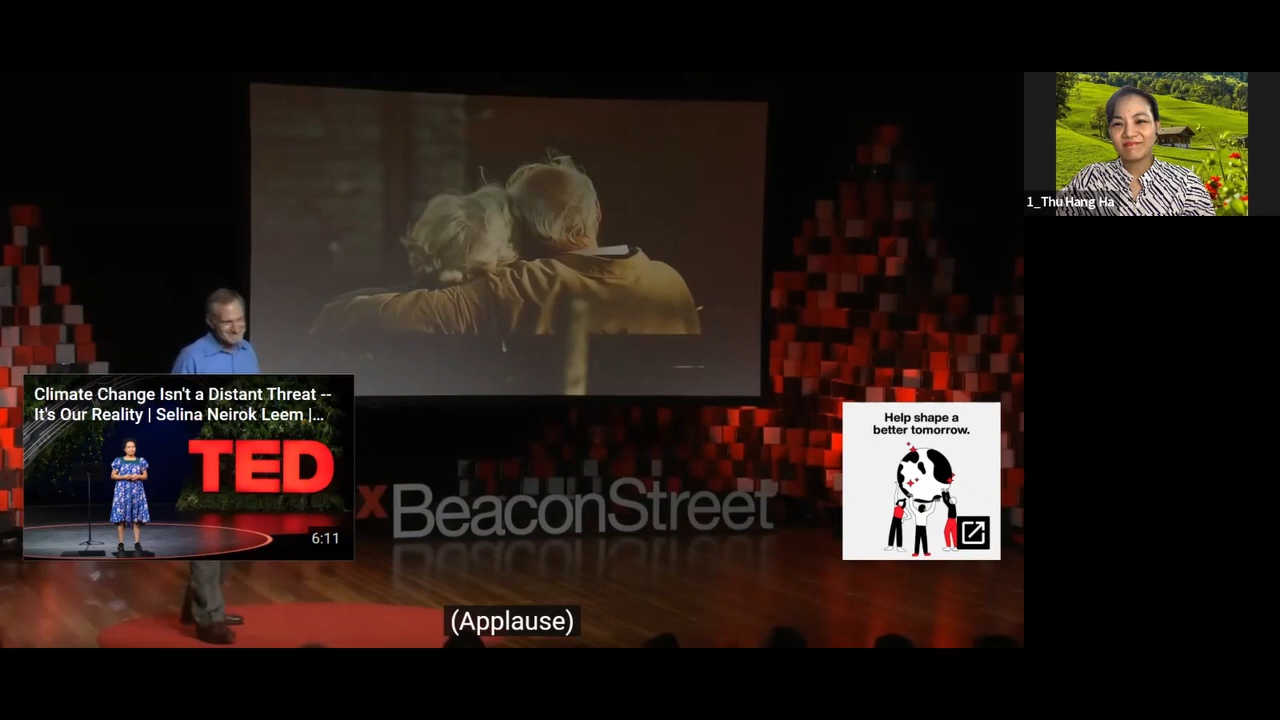 1_Thu Hang Ha
Climate Change Isn't a Distant Threat --
It's Our Reality | Selina Neirok Leem |...
TED
6:11
Help shape a
better tomorrow.
xBeaconStreet
(Applause)